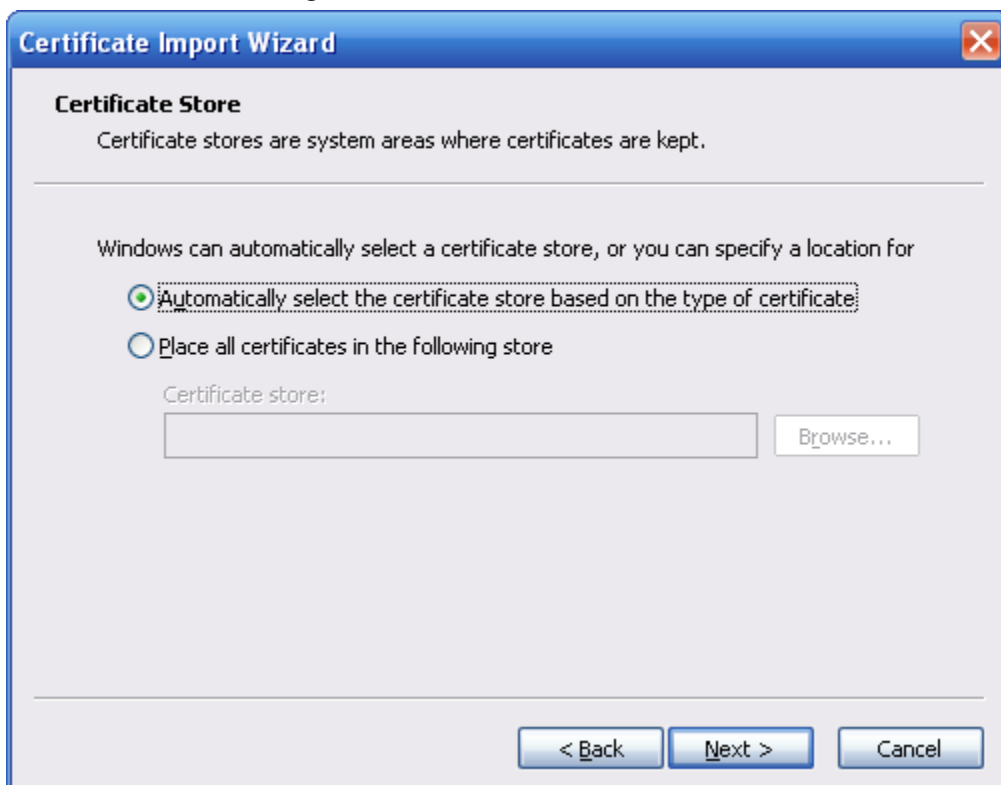 Certificate Import Wizard
Certificate Store
Certificate stores are system areas where certificates are kept.
Windows can automatically select a certificate store, or you can specify a location for
Automatically select the certificate store based on the type of certificate
Place all certificates in the following store
Certificate store:
Browse...
< Back Next > Cancel